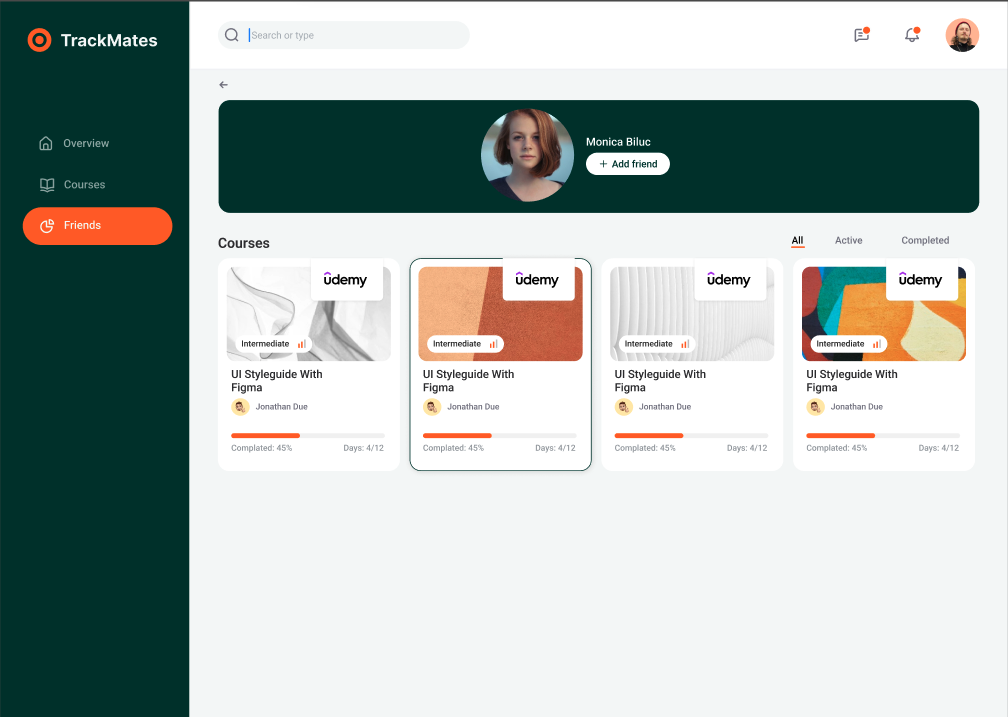 TrackMates
Search or type
Overview
Courses
Friends
Monica Biluc
+ Add friend
Courses
All
Active
Completed
udemy
Intermediate
UI Styleguide With
Figma
Jonathan Due
Complated: 45%
Days: 4/12
udemy
Intermediate
UI Styleguide With
Figma
Jonathan Due
Complated: 45%
Days: 4/12
udemy
Intermediate
UI Styleguide With
Figma
Jonathan Due
Complated: 45%
Days: 4/12
udemy
Intermediate
UI Styleguide With
Figma
Jonathan Due
Complated: 45%
Days: 4/12